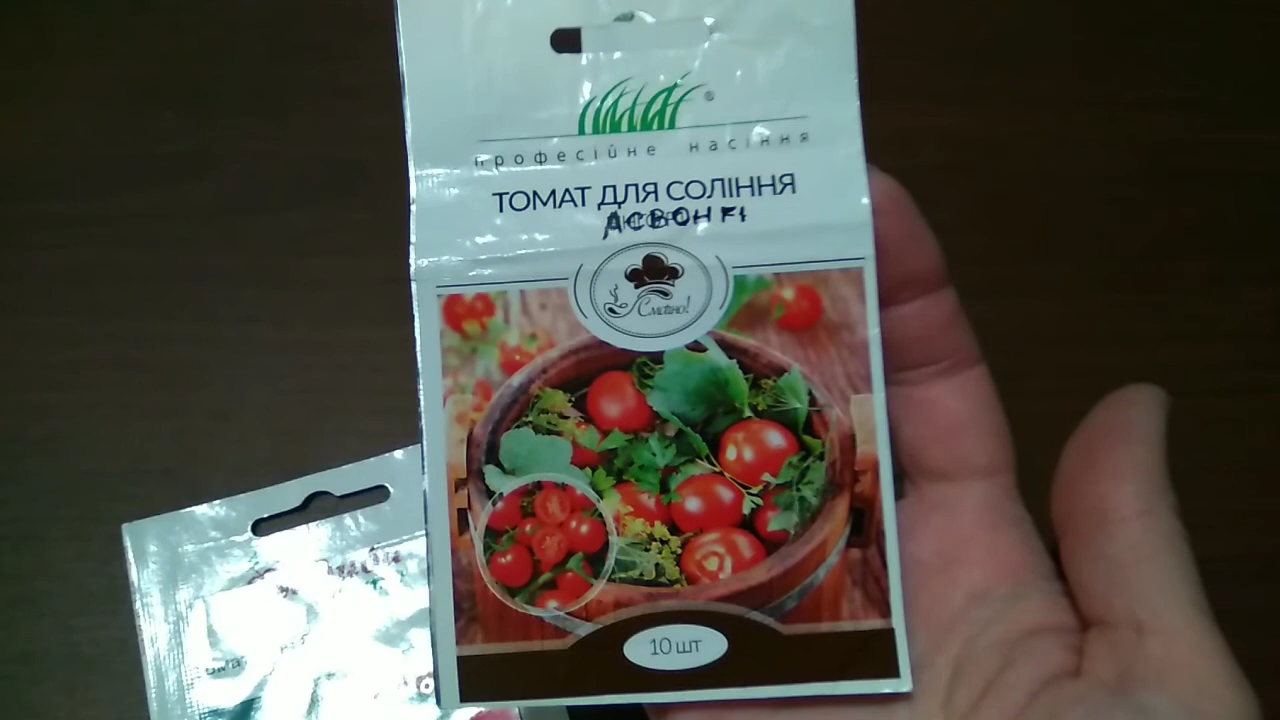 професійне насіння
ТОМАТ ДЛЯ СОЛІННЯ
АСВОН F1
Смачно!
10 шт